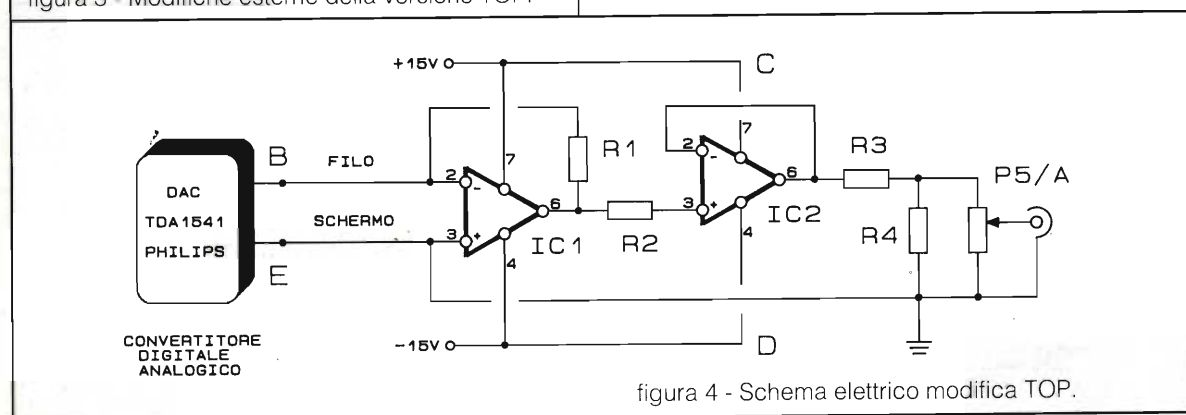 figura 3 - Modifiche esterne della versione TOP.
+15V
C
B
FILO
2
-
7
R1
2
-
7
R3
P5/A
DAC
TDA1541
PHILIPS
6
6
SCHERMO
3
+
IC1
R2
3
+
IC2
R4
4
4
E
CONVERTITORE
DIGITALE
ANALOGICO
-15V
D
figura 4 - Schema elettrico modifica TOP.